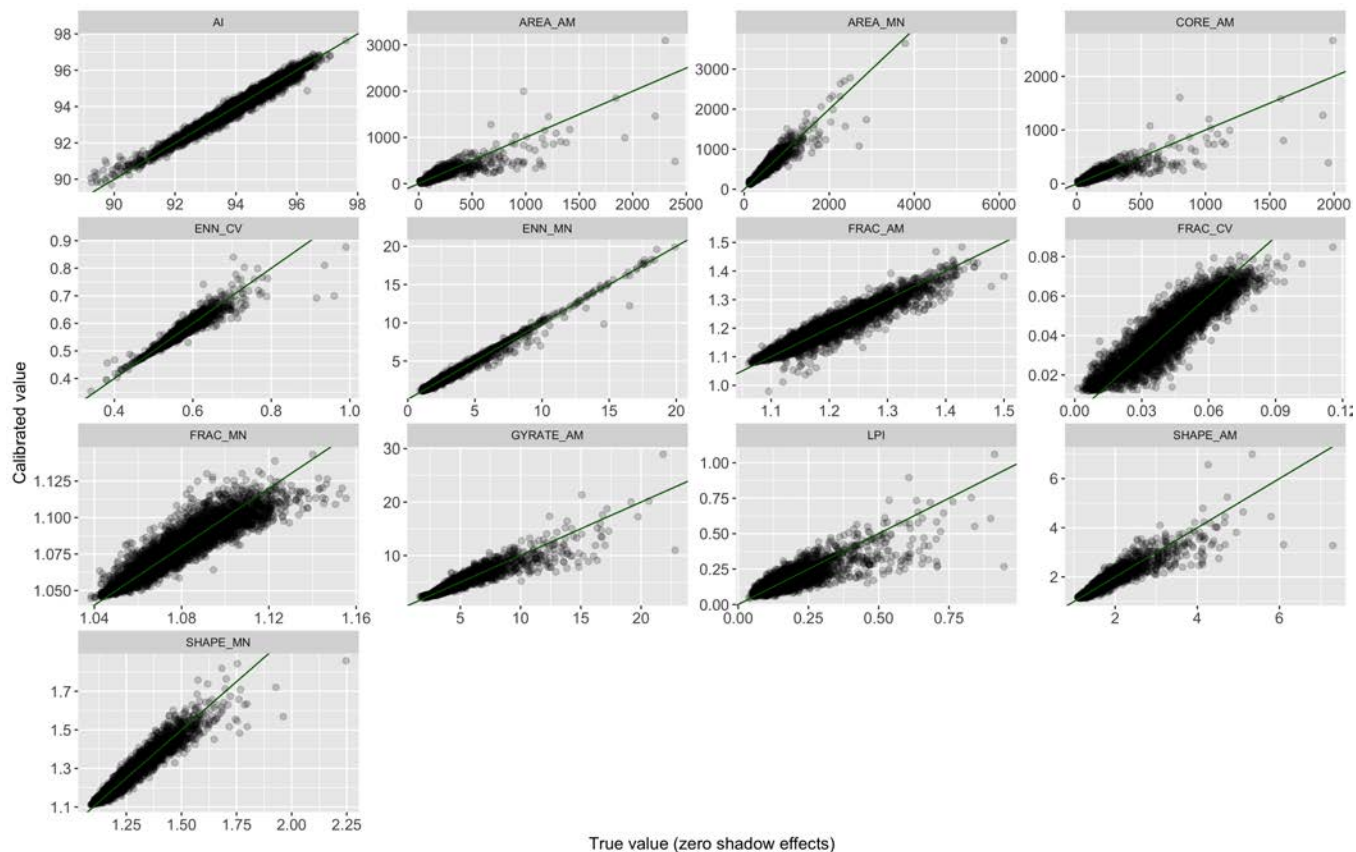 AI
AREA_AM
AREA_MN
CORE_AM
98
96
94
92
90
3000
2000
1000
0
3000
2000
1000
0
2000
1000
0
90 92 94 96 98
0 500 1000 1500 2000 2500
0 2000 4000 6000
0 500 1000 1500 2000
ENN_CV
ENN_MN
FRAC_AM
FRAC_CV
0.9
0.8
0.7
0.6
0.5
0.4
20
15
10
5
1.5
1.4
1.3
1.2
1.1
1.0
0.08
0.06
0.04
0.02
0.4 0.6 0.8 1.0
0 5 10 15 20
1.1 1.2 1.3 1.4 1.5
0.00 0.03 0.06 0.09 0.12
Calibrated value
FRAC_MN
GYRATE_AM
LPI
SHAPE_AM
1.125
1.100
1.075
1.050
30
20
10
1.00
0.75
0.50
0.25
0.00
6
4
2
1.04 1.08 1.12 1.16
5 10 15 20
0.00 0.25 0.50 0.75
2 4 6
SHAPE_MN
1.7
1.5
1.3
1.1
1.25 1.50 1.75 2.00 2.25
True value (zero shadow effects)